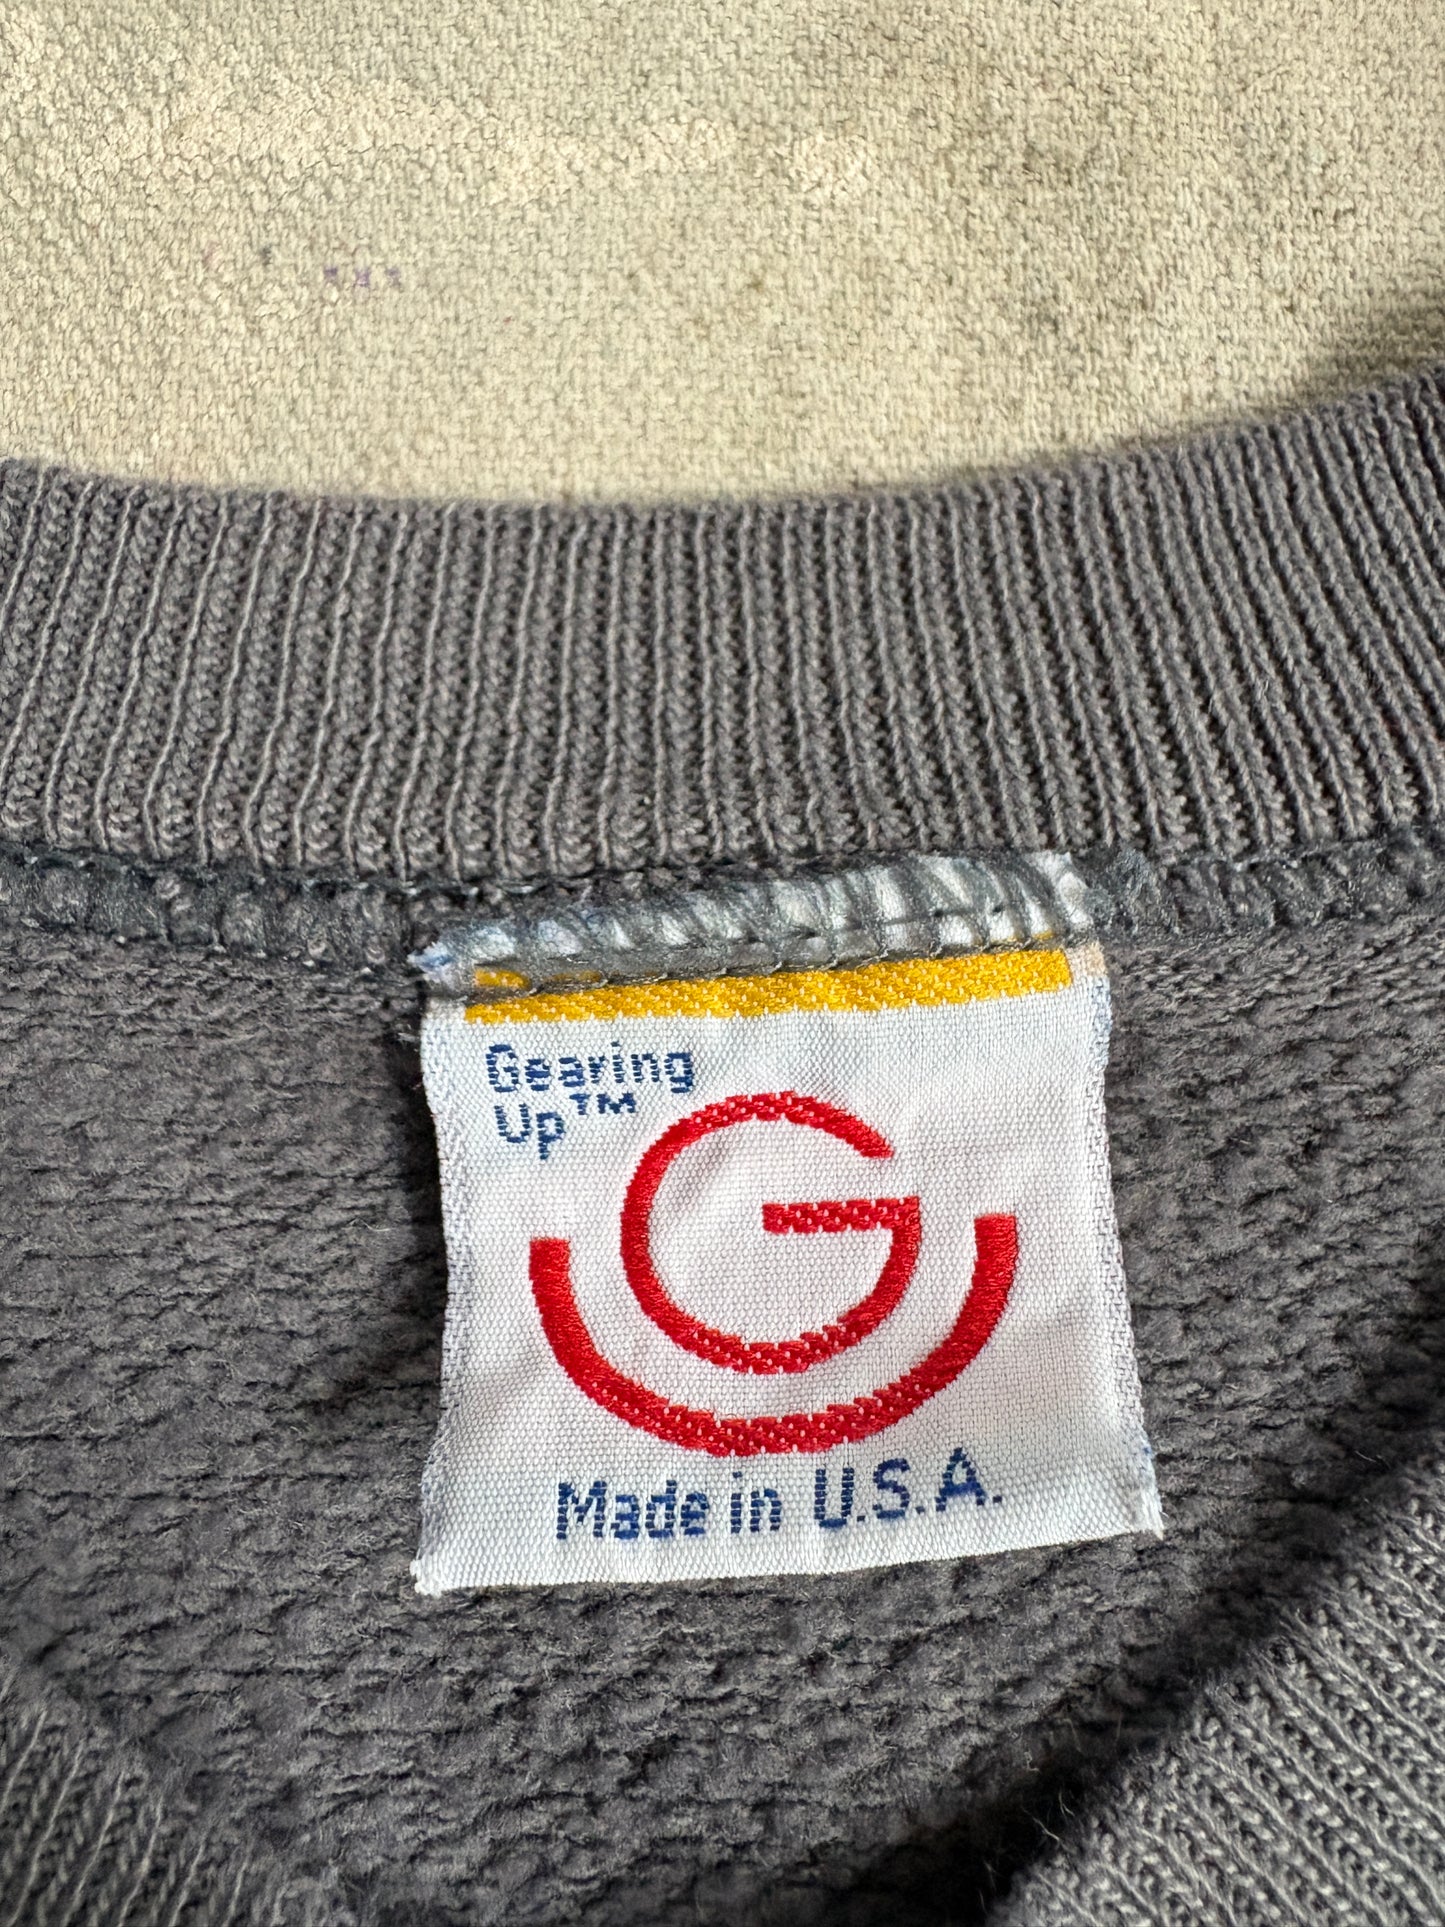 Gearing
Up™
G
Made in U.S.A.